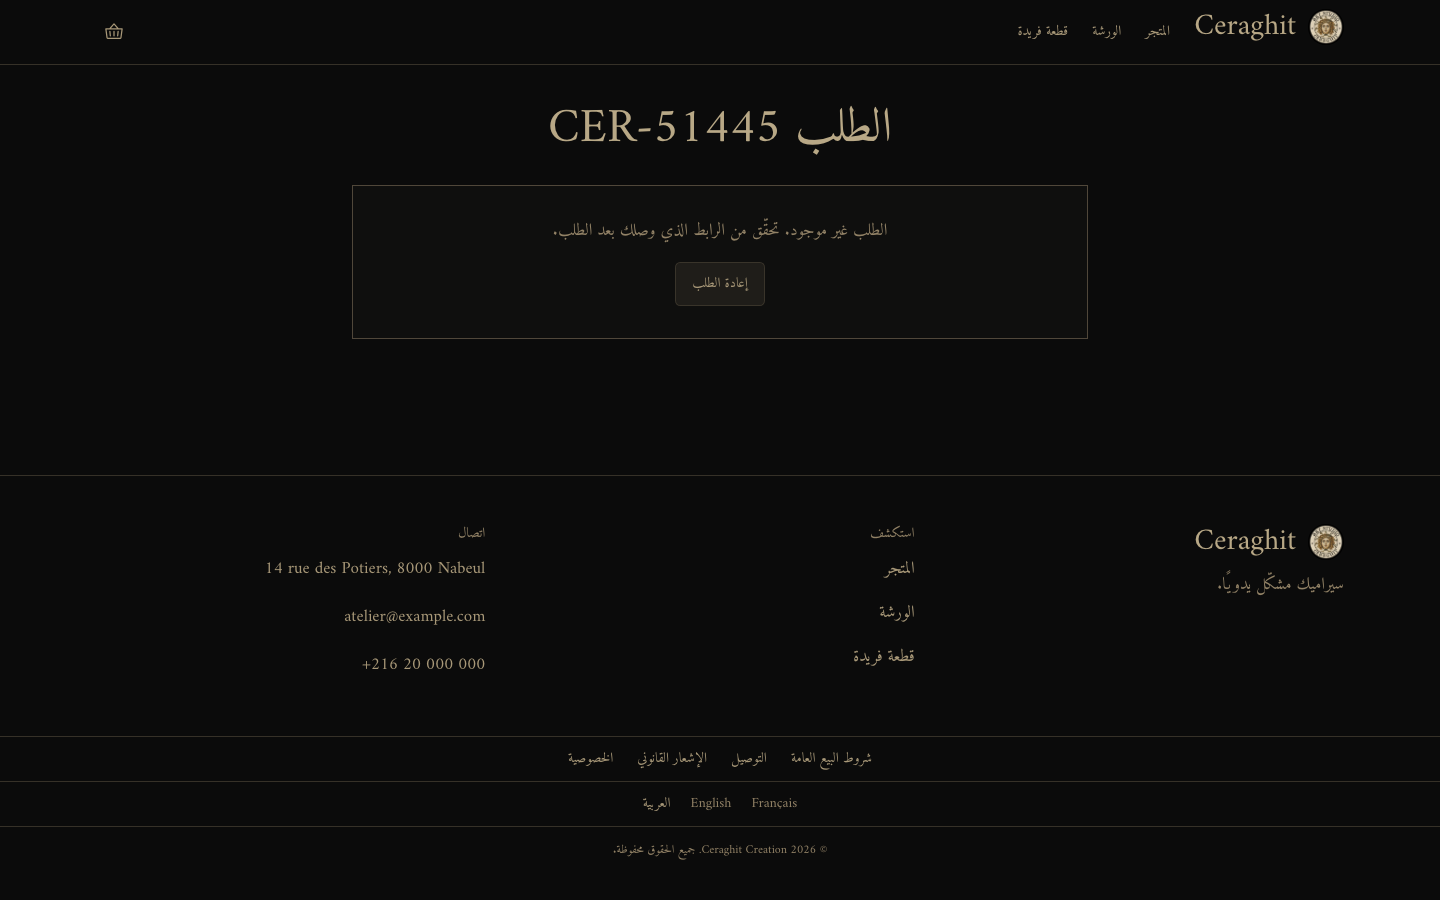 Ceraghit
المتجر
الورشة
قطعة فريدة
الطلب CER-51445
الطلب غير موجود. تحقّق من الرابط الذي وصلك بعد الطلب.
إعادة الطلب
Ceraghit
سيراميك مشكّل يدويًا.
استكشف
المتجر
الورشة
قطعة فريدة
اتصال
14 rue des Potiers, 8000 Nabeul
atelier@example.com
+216 20 000 000
شروط البيع العامة
التوصيل
الإشعار القانوني
الخصوصية
Français
English
العربية
© 2026 Ceraghit Creation. جميع الحقوق محفوظة.